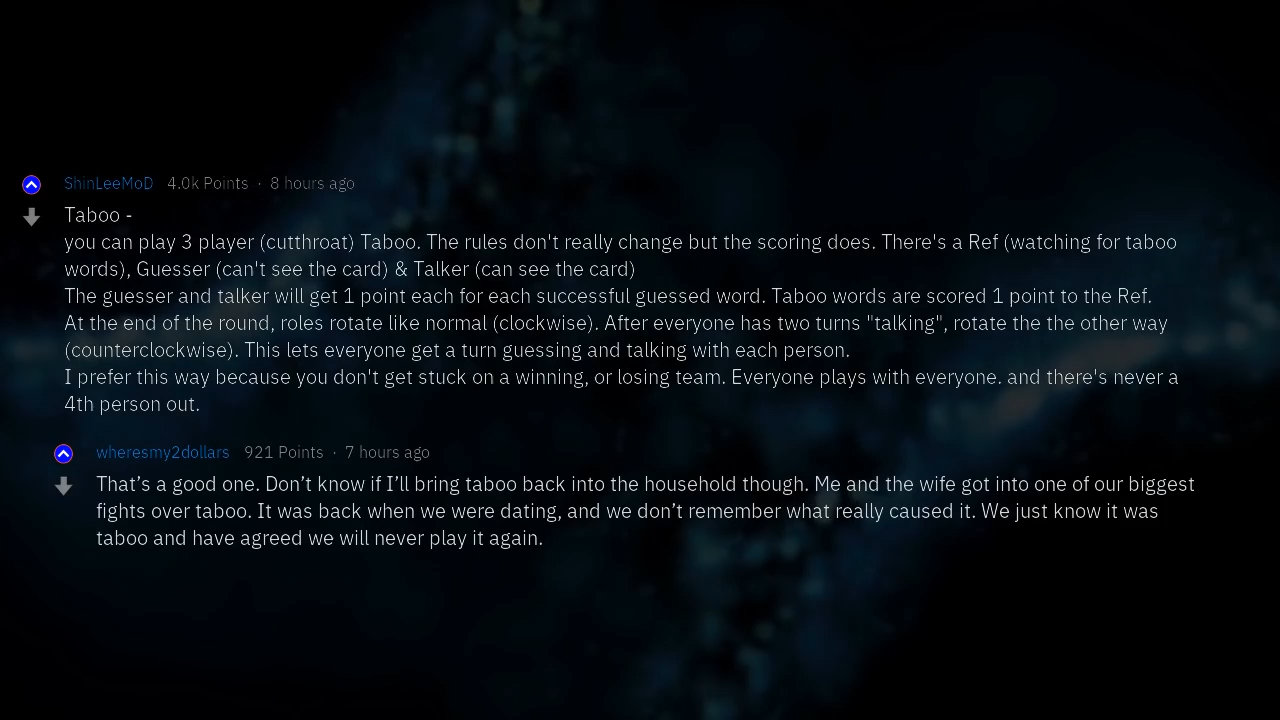 ShinLeeMoD 4.0k Points · 8 hours ago
Taboo -
you can play 3 player (cutthroat) Taboo. The rules don't really change but the scoring does. There's a Ref (watching for taboo
words), Guesser (can't see the card) & Talker (can see the card)
The guesser and talker will get 1 point each for each successful guessed word. Taboo words are scored 1 point to the Ref.
At the end of the round, roles rotate like normal (clockwise). After everyone has two turns "talking", rotate the the other way
(counterclockwise). This lets everyone get a turn guessing and talking with each person.
I prefer this way because you don't get stuck on a winning, or losing team. Everyone plays with everyone. and there's never a
4th person out.
wheresmy2dollars 921 Points · 7 hours ago
That’s a good one. Don’t know if I’ll bring taboo back into the household though. Me and the wife got into one of our biggest
fights over taboo. It was back when we were dating, and we don’t remember what really caused it. We just know it was
taboo and have agreed we will never play it again.